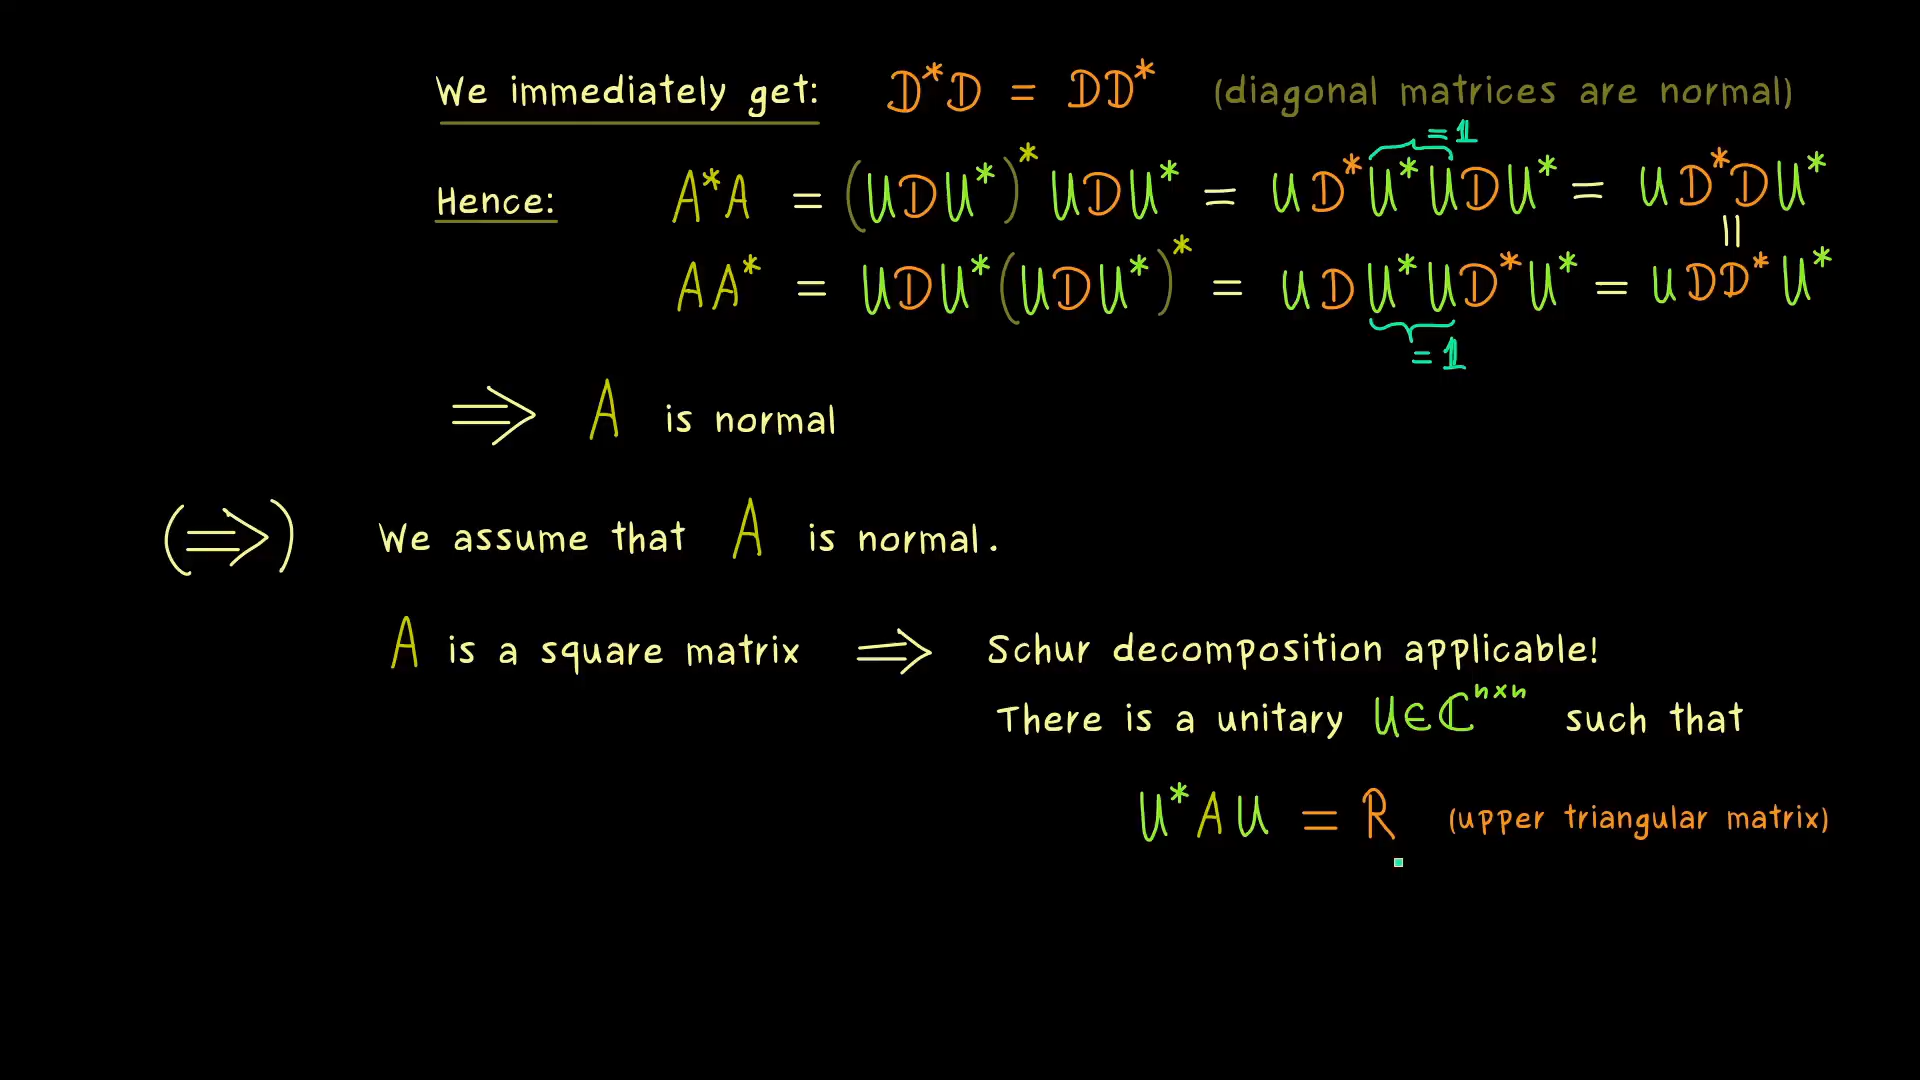 We immediately get: D*D = DD* (diagonal matrices are normal)
= 𝟙
Hence: A*A = (UDU*)* UDU* = UD*U*UDU* = UD*DU*
||
AA* = UDU*(UDU*)* = UDU*UD*U* = UDD*U*
= 𝟙
⟹ A is normal
(⟹) We assume that A is normal.
A is a square matrix ⟹ Schur decomposition applicable!
There is a unitary U∈ℂⁿˣⁿ such that
U*AU = R (upper triangular matrix)